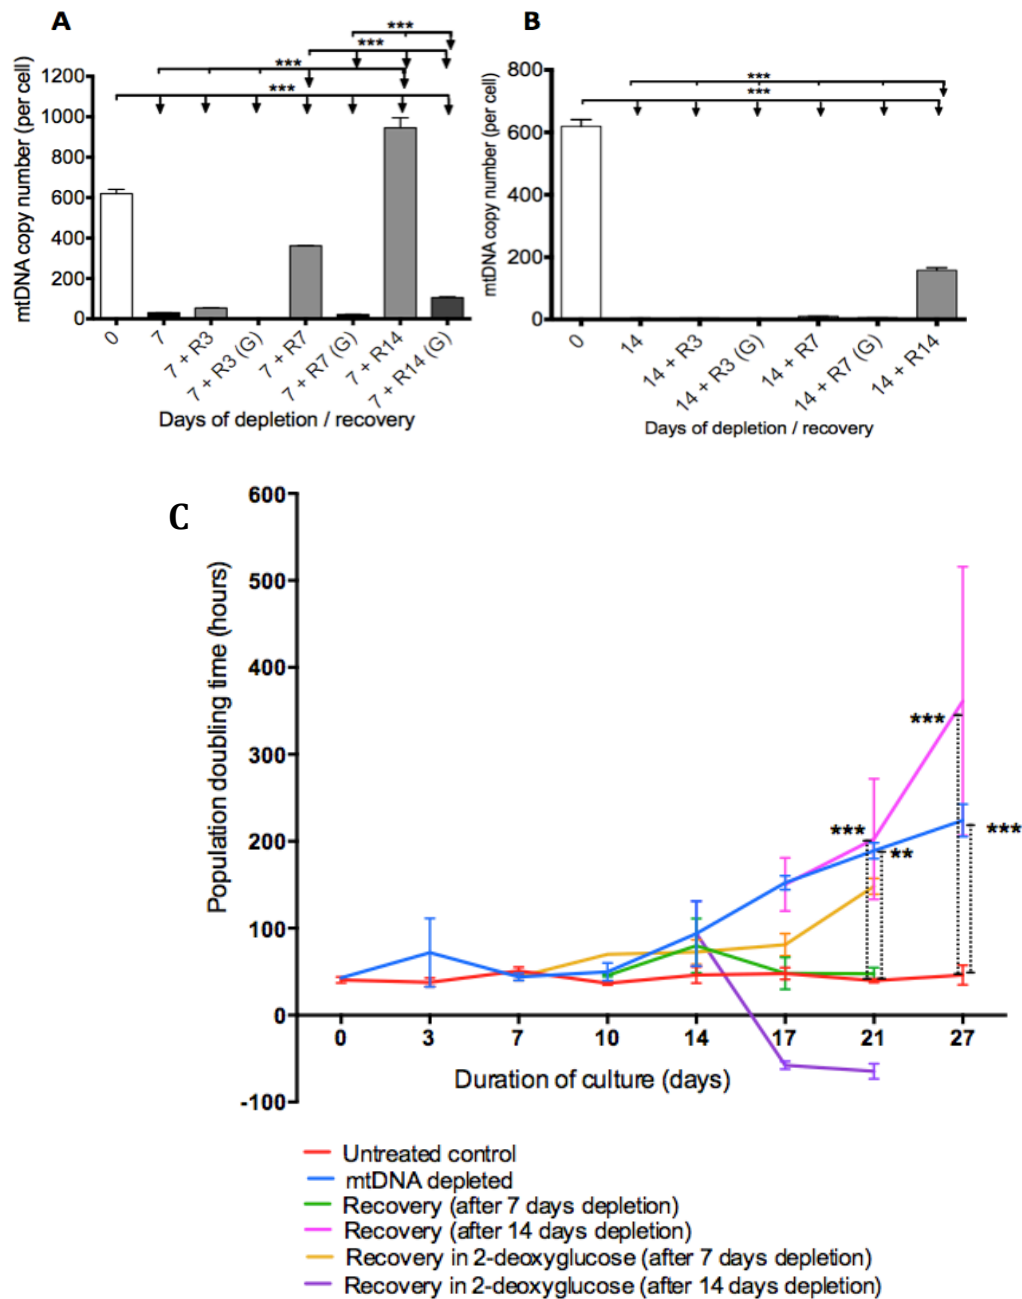 A
***
***
***
***
mtDNA copy number (per cell)
1200
1000
800
600
400
200
0
0
7
7 + R3
7 + R3 (G)
7 + R7
7 + R7 (G)
7 + R14
7 + R14 (G)
Days of depletion / recovery
B
***
***
mtDNA copy number (per cell)
800
600
400
200
0
0
14
14 + R3
14 + R3 (G)
14 + R7
14 + R7 (G)
14 + R14
Days of depletion / recovery
C
Population doubling time (hours)
600
500
400
300
200
100
0
-100
***
***
***
**
0 3 7 10 14 17 21 27
Duration of culture (days)
Untreated control
mtDNA depleted
Recovery (after 7 days depletion)
Recovery (after 14 days depletion)
Recovery in 2-deoxyglucose (after 7 days depletion)
Recovery in 2-deoxyglucose (after 14 days depletion)